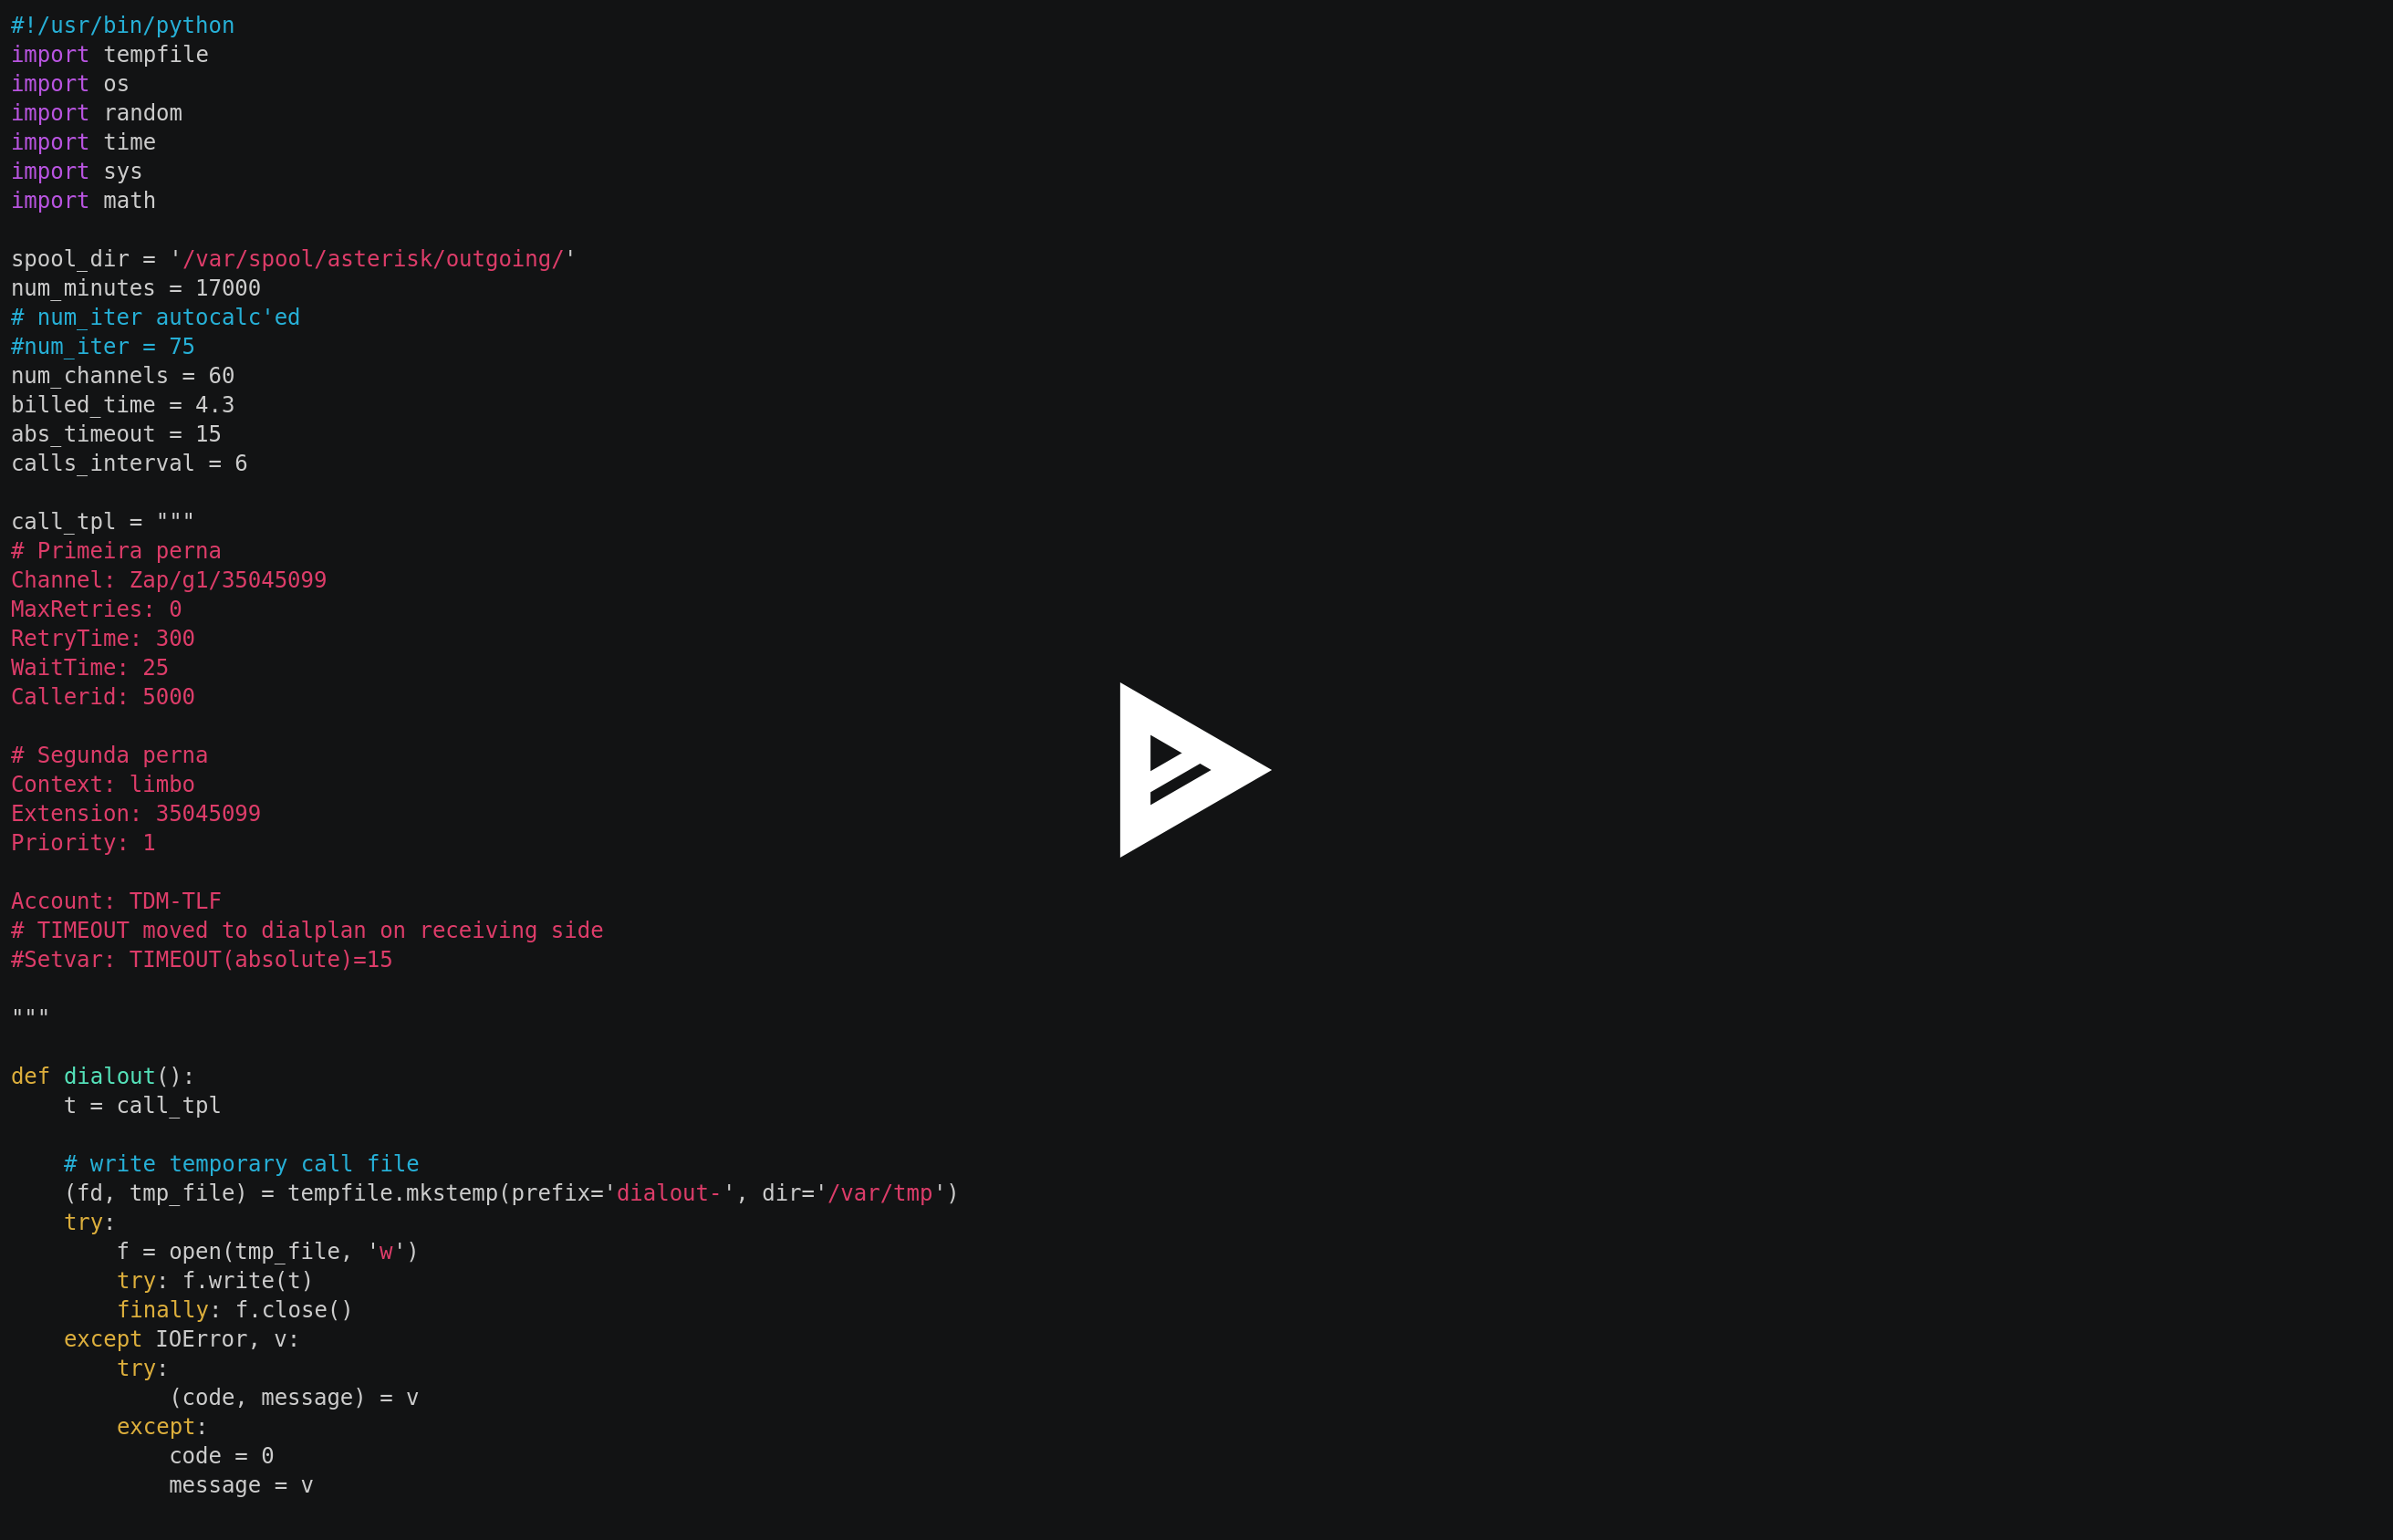 #!/usr/bin/python
import tempfile
import os
import random
import time
import sys
import math

spool_dir = '/var/spool/asterisk/outgoing/'
num_minutes = 17000
# num_iter autocalc'ed
#num_iter = 75
num_channels = 60
billed_time = 4.3
abs_timeout = 15
calls_interval = 6

call_tpl = """
# Primeira perna
Channel: Zap/g1/35045099
MaxRetries: 0
RetryTime: 300
WaitTime: 25
Callerid: 5000

# Segunda perna
Context: limbo
Extension: 35045099
Priority: 1

Account: TDM-TLF
# TIMEOUT moved to dialplan on receiving side
#Setvar: TIMEOUT(absolute)=15

"""

def dialout():
    t = call_tpl

    # write temporary call file
    (fd, tmp_file) = tempfile.mkstemp(prefix='dialout-', dir='/var/tmp')
    try:
        f = open(tmp_file, 'w')
        try: f.write(t)
        finally: f.close()
    except IOError, v:
        try:
            (code, message) = v
        except:
            code = 0
            message = v